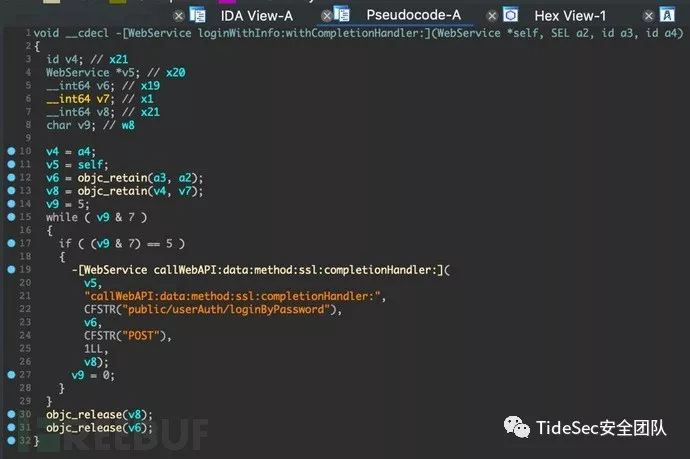 IDA View-A Pseudocode-A Hex View-1
1 void __cdecl -[WebService loginWithInfo:withCompletionHandler:](WebService *self, SEL a2, id a3, id a4)
2 {
3 id v4; // x21
4 WebService *v5; // x20
5 __int64 v6; // x19
6 __int64 v7; // x1
7 __int64 v8; // x21
8 char v9; // w8
9
10 v4 = a4;
11 v5 = self;
12 v6 = objc_retain(a3, a2);
13 v8 = objc_retain(v4, v7);
14 v9 = 5;
15 while ( v9 & 7 )
16 {
17 if ( (v9 & 7) == 5 )
18 {
19 -[WebService callWebAPI:data:method:ssl:completionHandler:](
20 v5,
21 "callWebAPI:data:method:ssl:completionHandler:",
22 CFSTR("public/userAuth/loginByPassword"),
23 v6,
24 CFSTR("POST"),
25 1LL,
26 v8);
27 v9 = 0;
28 }
29 }
30 objc_release(v8);
31 objc_release(v6);
32 }
REEBUF
TideSec安全团队